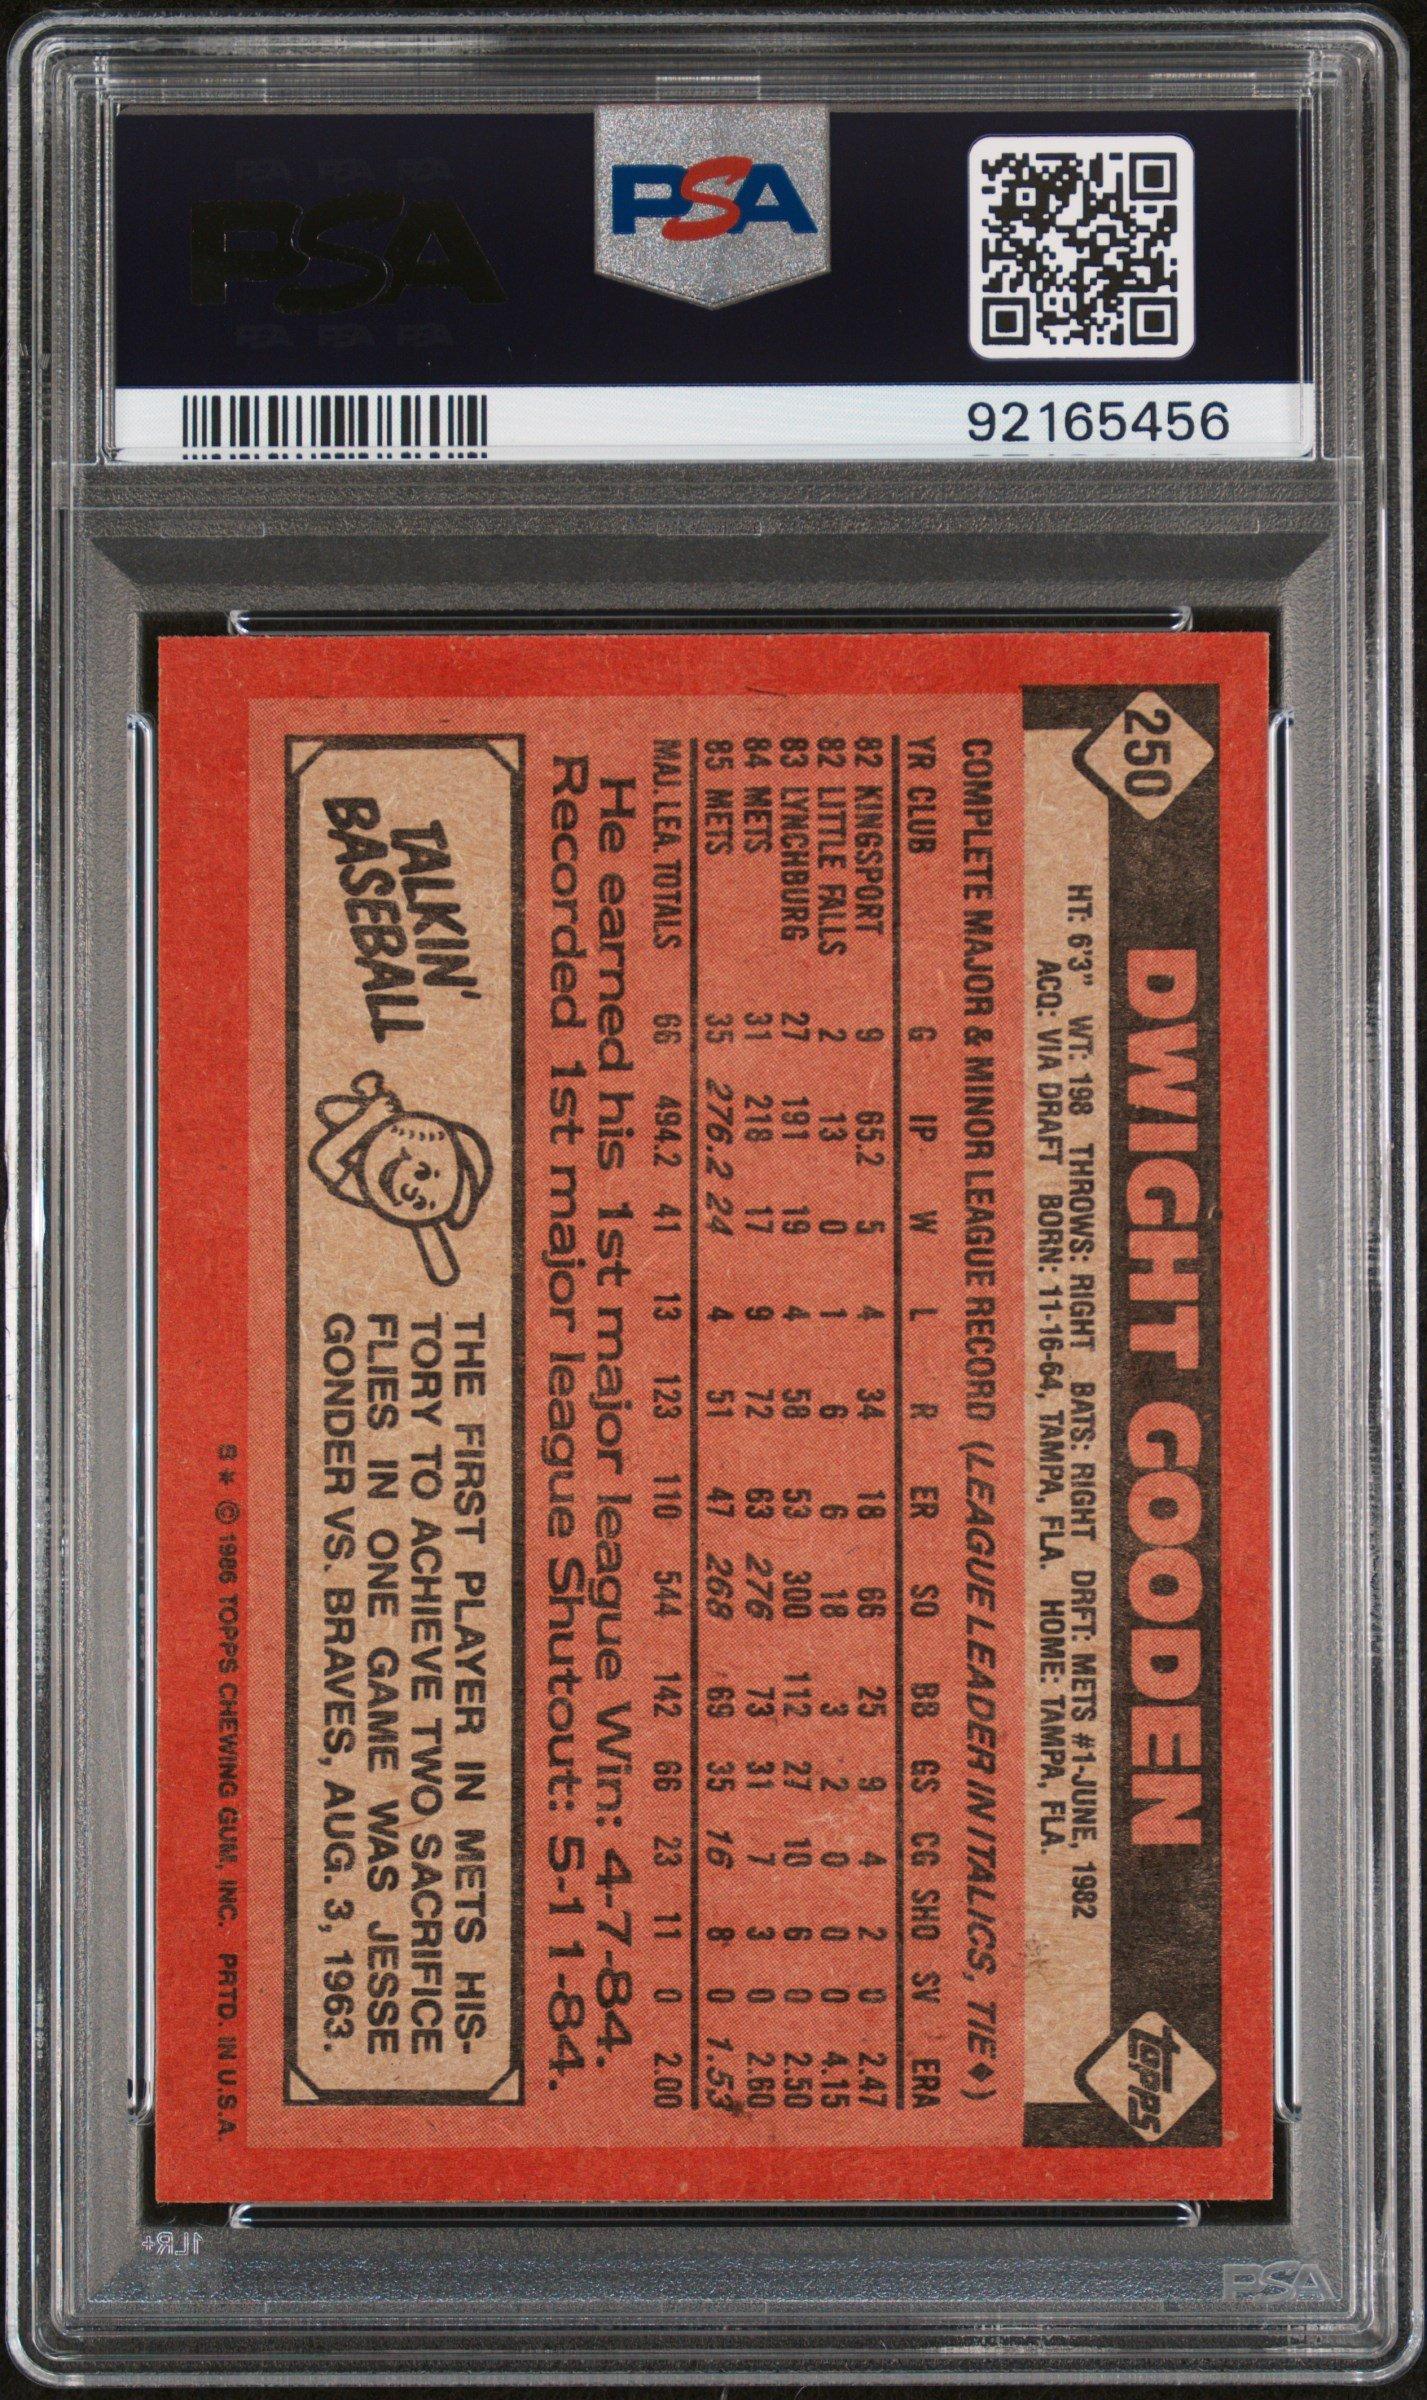 PSA
PSA PSA PSA
PSA
PSA PSA PSA
92165456
250
DWIGHT GOODEN
topps
HT: 6'3" WT: 198 THROWS: RIGHT BATS: RIGHT DRFT: METS #1-JUNE, 1982
ACQ: VIA DRAFT BORN: 11-16-64, TAMPA, FLA. HOME: TAMPA, FLA.
COMPLETE MAJOR & MINOR LEAGUE RECORD (LEAGUE LEADER IN ITALICS, TIE♦)
YR CLUB G IP W L R ER SO BB GS CG SHO SV ERA
82 KINGSPORT 9 65.2 5 4 34 18 66 25 9 4 2 0 2.47
82 LITTLE FALLS 2 13 0 1 6 6 18 3 2 0 0 0 4.15
83 LYNCHBURG 27 191 19 4 58 53 300 112 27 10 6 0 2.50
84 METS 31 218 17 9 72 63 276 73 31 7 3 0 2.60
85 METS 35 276.2 24 4 51 47 268 69 35 16 8 0 1.53
MAJ. LEA. TOTALS 66 494.2 41 13 123 110 544 142 66 23 11 0 2.00
He earned his 1st major league Win: 4-7-84.
Recorded 1st major league Shutout: 5-11-84.
TALKIN'
BASEBALL
THE FIRST PLAYER IN METS HIS-
TORY TO ACHIEVE TWO SACRIFICE
FLIES IN ONE GAME WAS JESSE
GONDER VS. BRAVES, AUG. 3, 1963.
B * © 1986 TOPPS CHEWING GUM, INC. PRTD. IN U.S.A.
1LR+
PSA